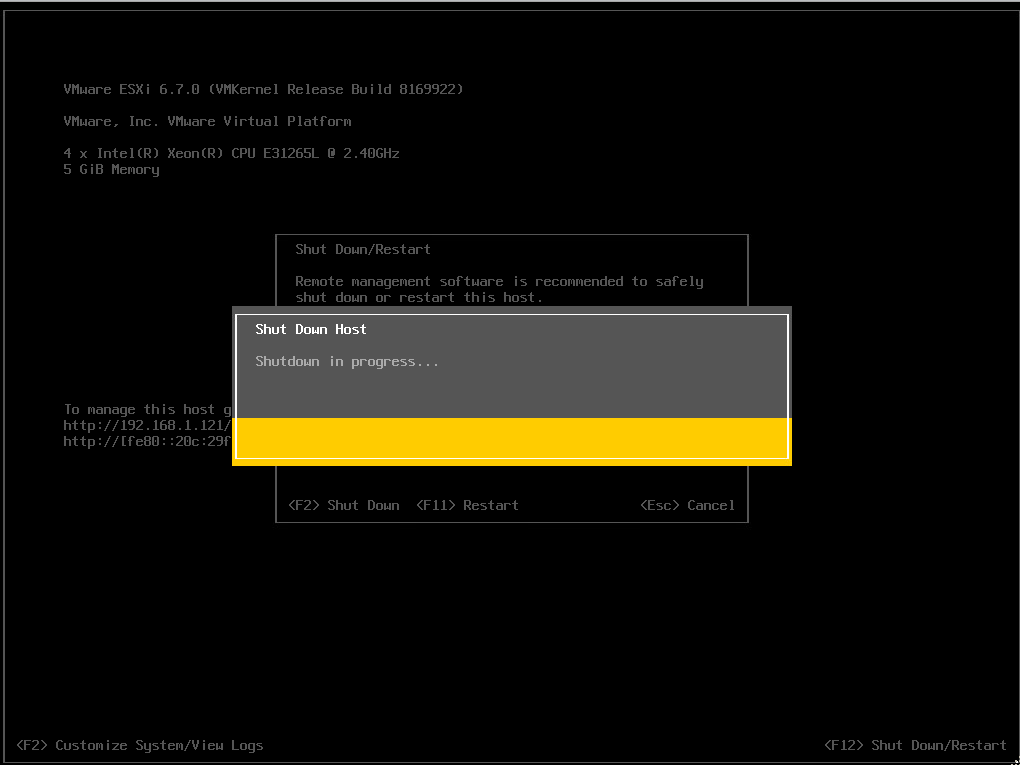 VMware ESXi 6.7.0 (VMKernel Release Build 8169922)
VMware, Inc. VMware Virtual Platform
4 x Intel(R) Xeon(R) CPU E31265L @ 2.40GHz
5 GiB Memory
Shut Down/Restart
Remote management software is recommended to safely
shut down or restart this host.
Shut Down Host
Shutdown in progress...
To manage this host g
http://192.168.1.121/
http://[fe80::20c:29f
<F2> Shut Down <F11> Restart <Esc> Cancel
<F2> Customize System/View Logs <F12> Shut Down/Restart